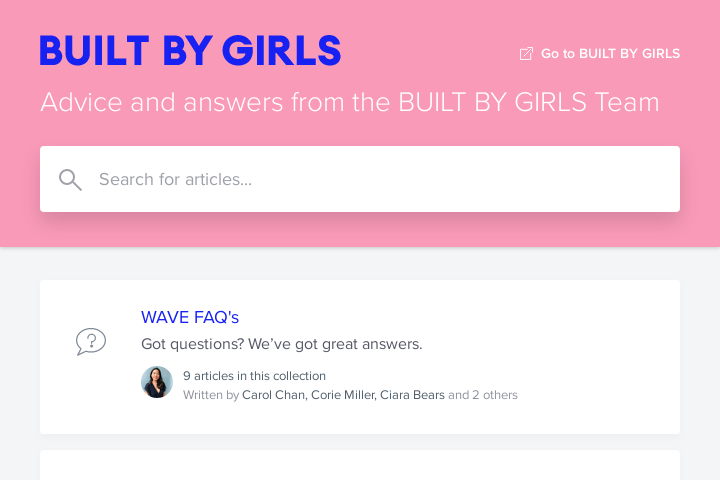 BUILT BY GIRLS
Go to BUILT BY GIRLS
Advice and answers from the BUILT BY GIRLS Team
Search for articles...
WAVE FAQ's
Got questions? We’ve got great answers.
9 articles in this collection
Written by Carol Chan, Corie Miller, Ciara Bears and 2 others